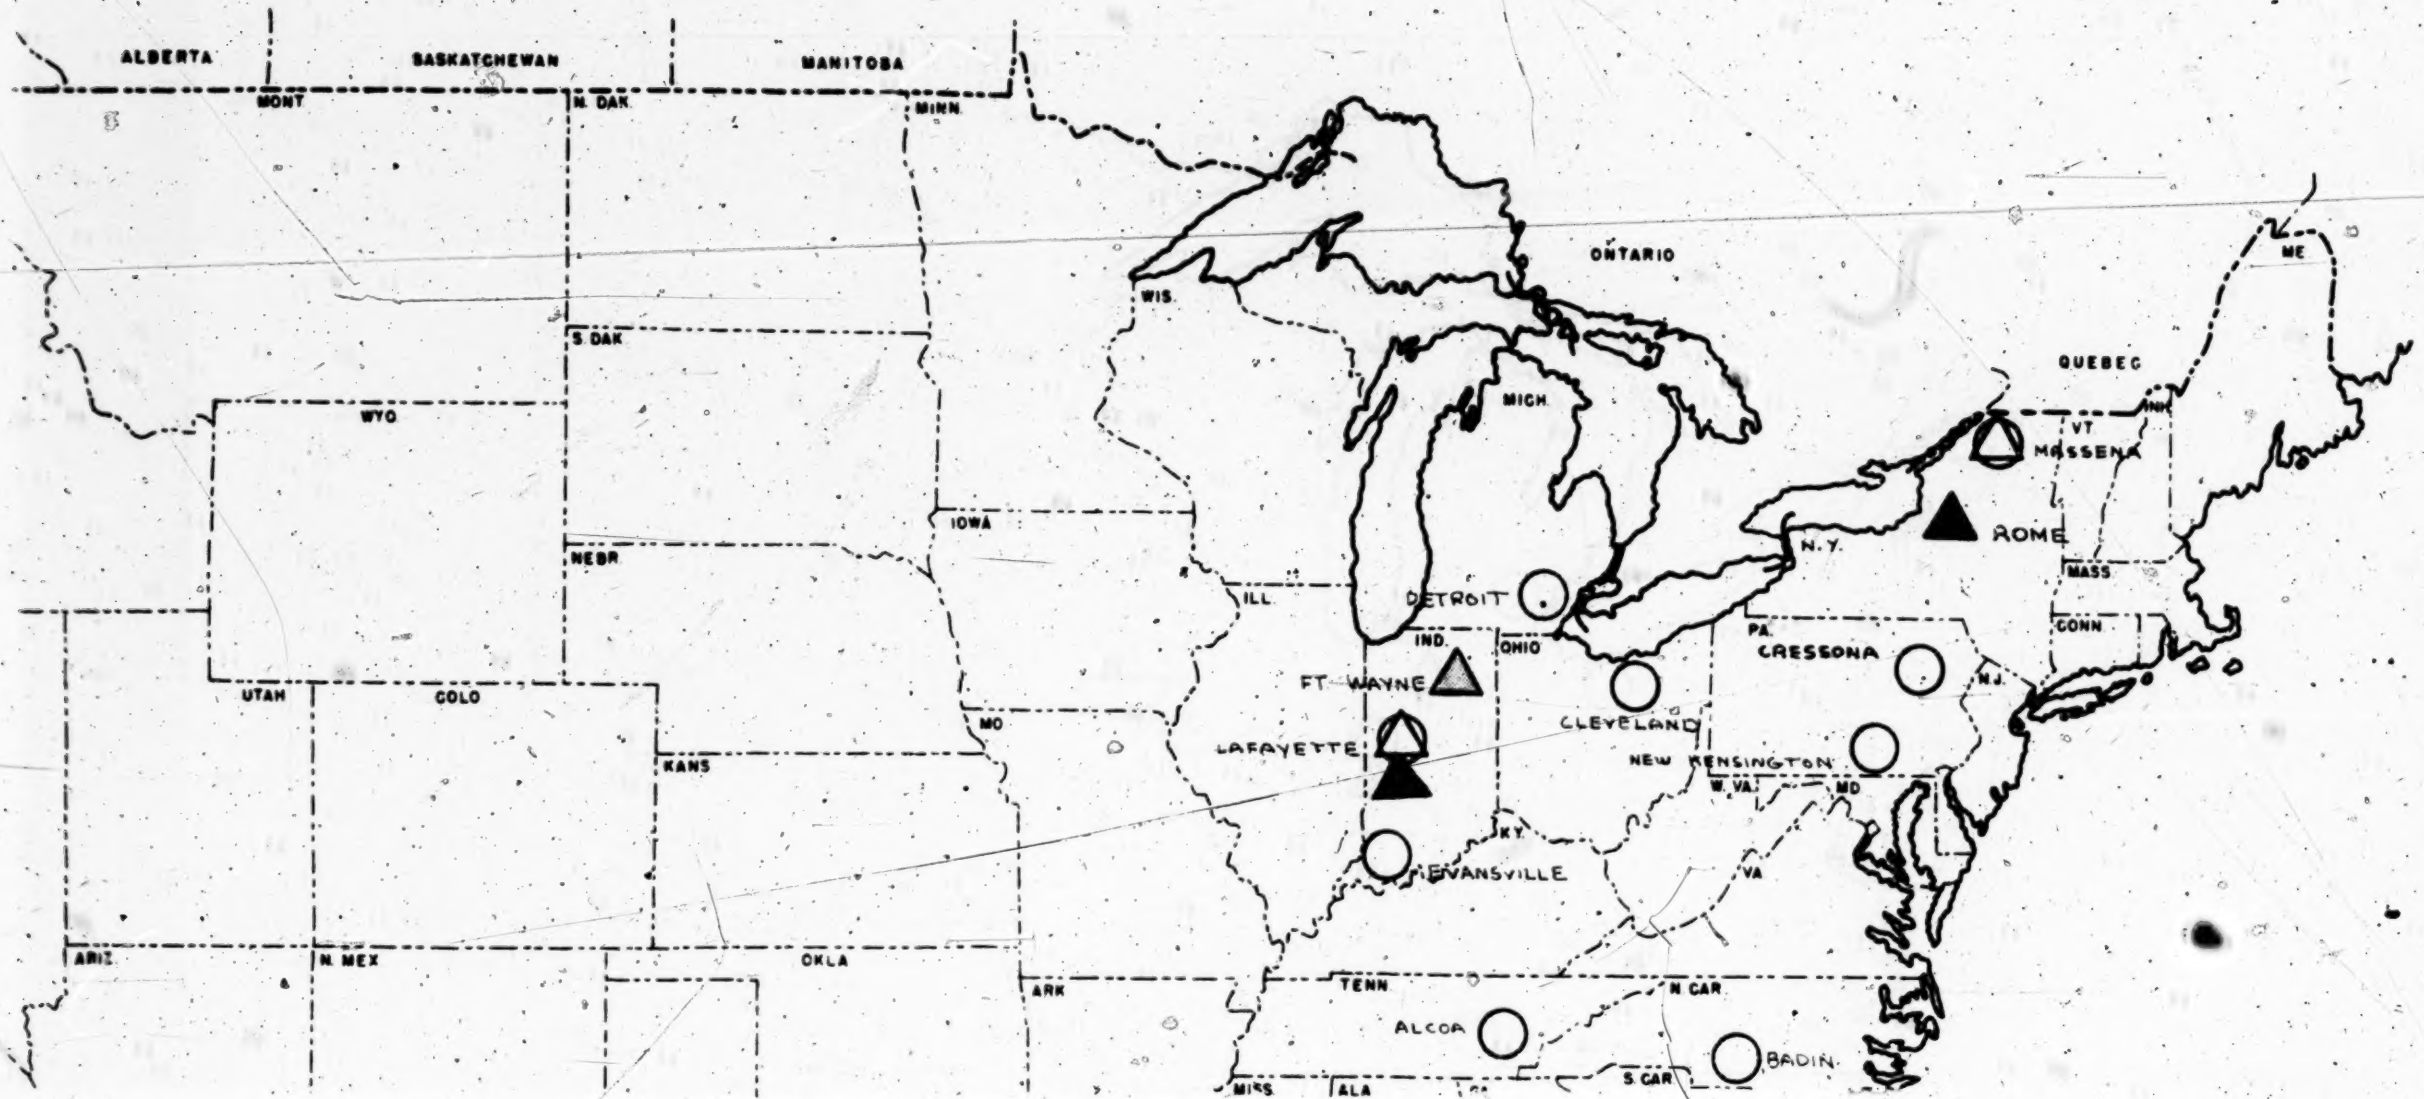 ALBERTA
SASKATCHEWAN
MANITOBA
MONT.
N. DAK.
MINN.
ONTARIO
ME.
WIS.
S. DAK.
QUEBEC
MICH.
N.H.
WYO.
VT.
MASSENA
IOWA
ROME
N.Y.
NEBR.
MASS.
ILL.
DETROIT
CONN.
PA.
IND.
OHIO
CRESSONA
N.J.
FT. WAYNE
UTAH
COLO
CLEVELAND
MO
LAFAYETTE
NEW KENSINGTON
KANS
W. VA.
MD
KY.
EVANSVILLE
VA
ARIZ.
N. MEX
OKLA
ARK
TENN
N CAR
ALCOA
BADIN
S. CAR.
MISS.
ALA